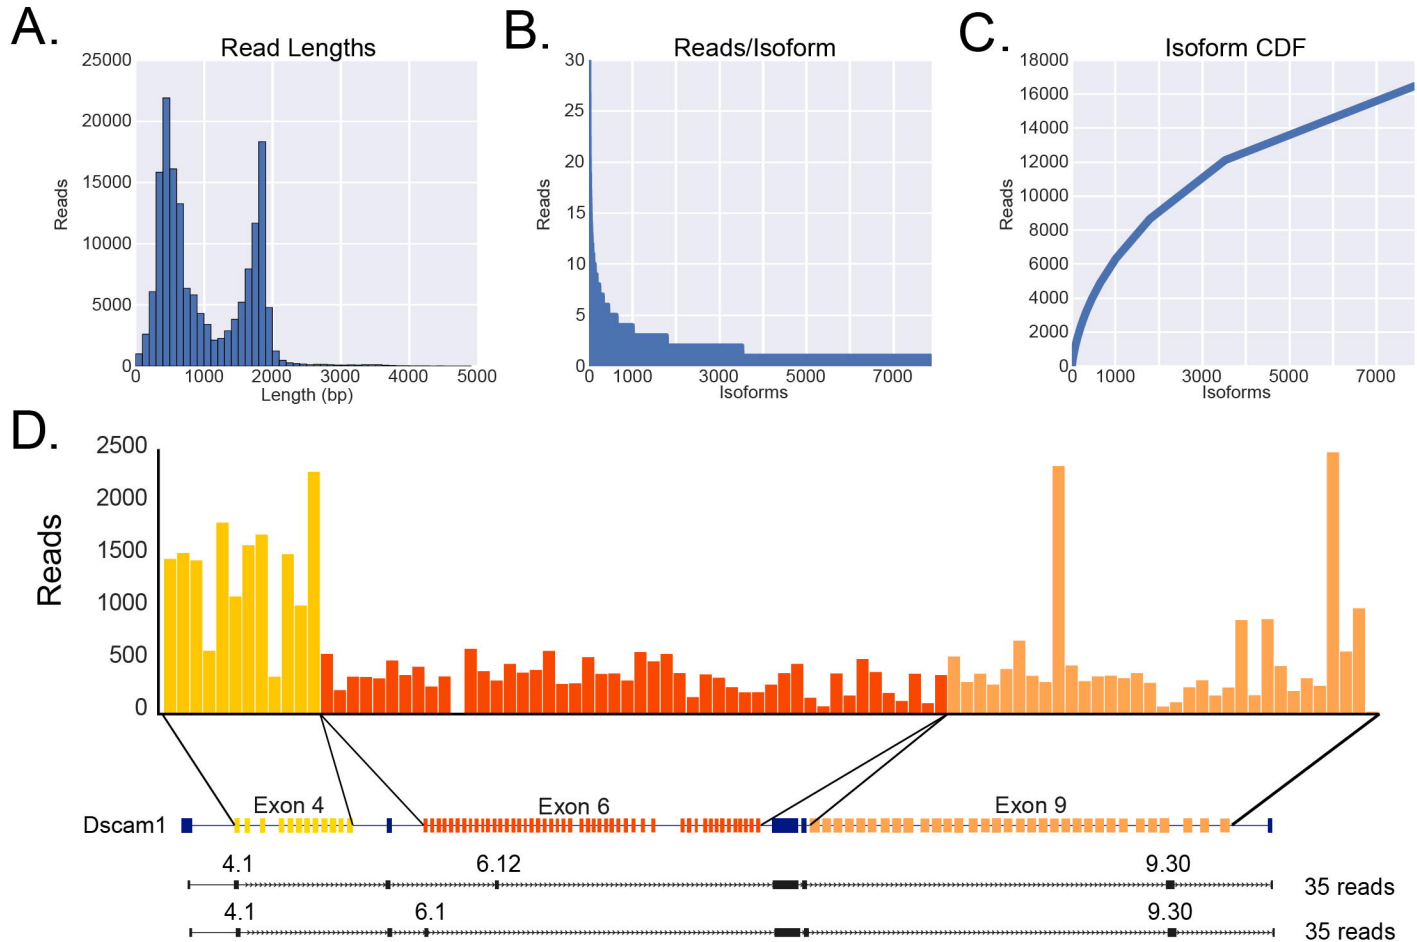 A.
Read Lengths
25000
20000
15000
10000
5000
0
Reads
0 1000 2000 3000 4000 5000
Length (bp)
B.
Reads/Isoform
30
25
20
15
10
5
0
Reads
0 1000 3000 5000 7000
Isoforms
C.
Isoform CDF
18000
16000
14000
12000
10000
8000
6000
4000
2000
0
Reads
0 1000 3000 5000 7000
Isoforms
D.
2500
2000
1500
1000
500
0
Reads
Exon 4 Exon 6 Exon 9
Dscam1
4.1 6.12 9.30
35 reads
4.1 6.1 9.30
35 reads